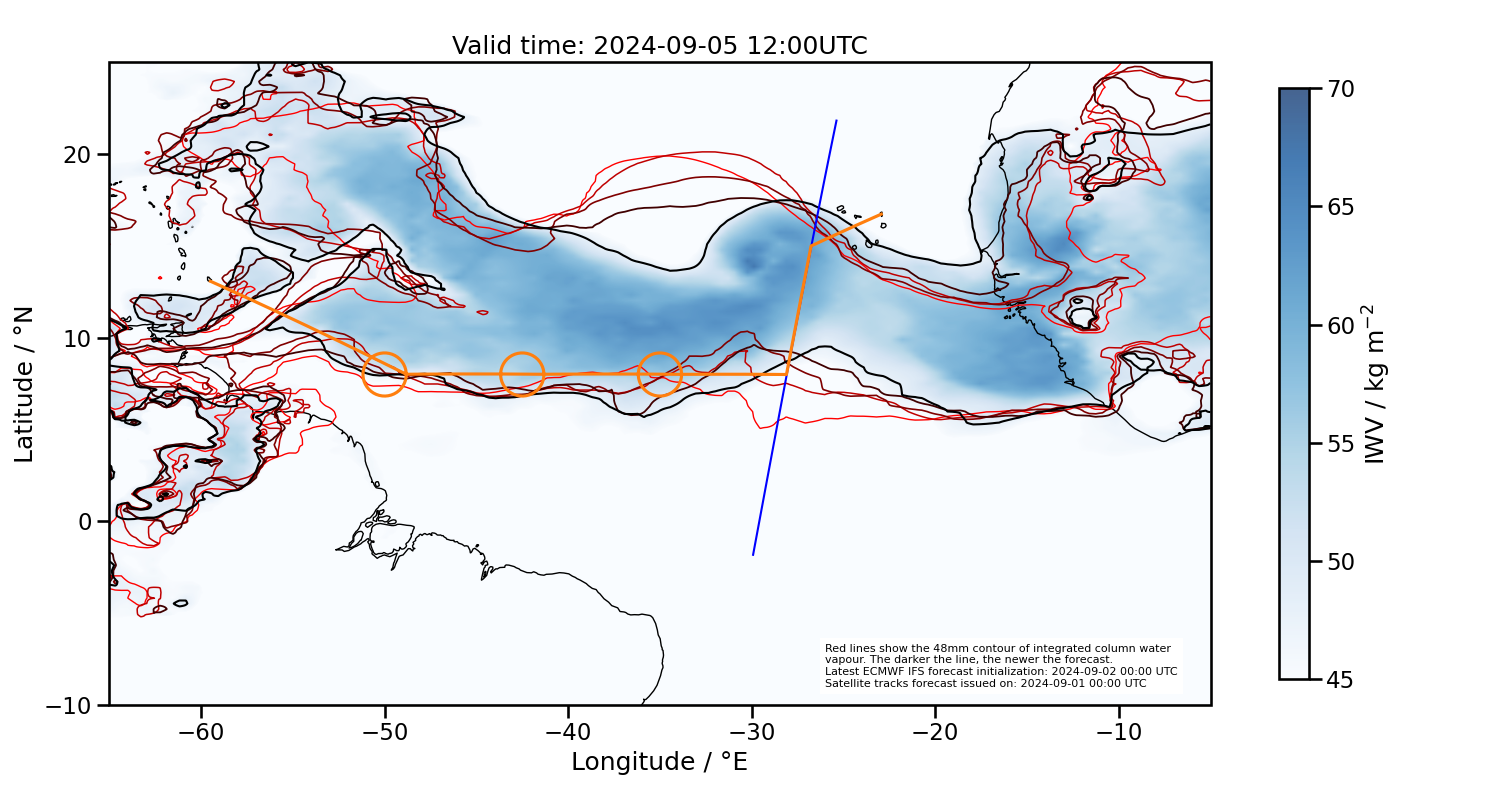 Valid time: 2024-09-05 12:00UTC
20
10
0
−10
Latitude / °N
−60
−50
−40
−30
−20
−10
Longitude / °E
Red lines show the 48mm contour of integrated column water
vapour. The darker the line, the newer the forecast.
Latest ECMWF IFS forecast initialization: 2024-09-02 00:00 UTC
Satellite tracks forecast issued on: 2024-09-01 00:00 UTC
70
65
60
55
50
45
IWV / kg m⁻²